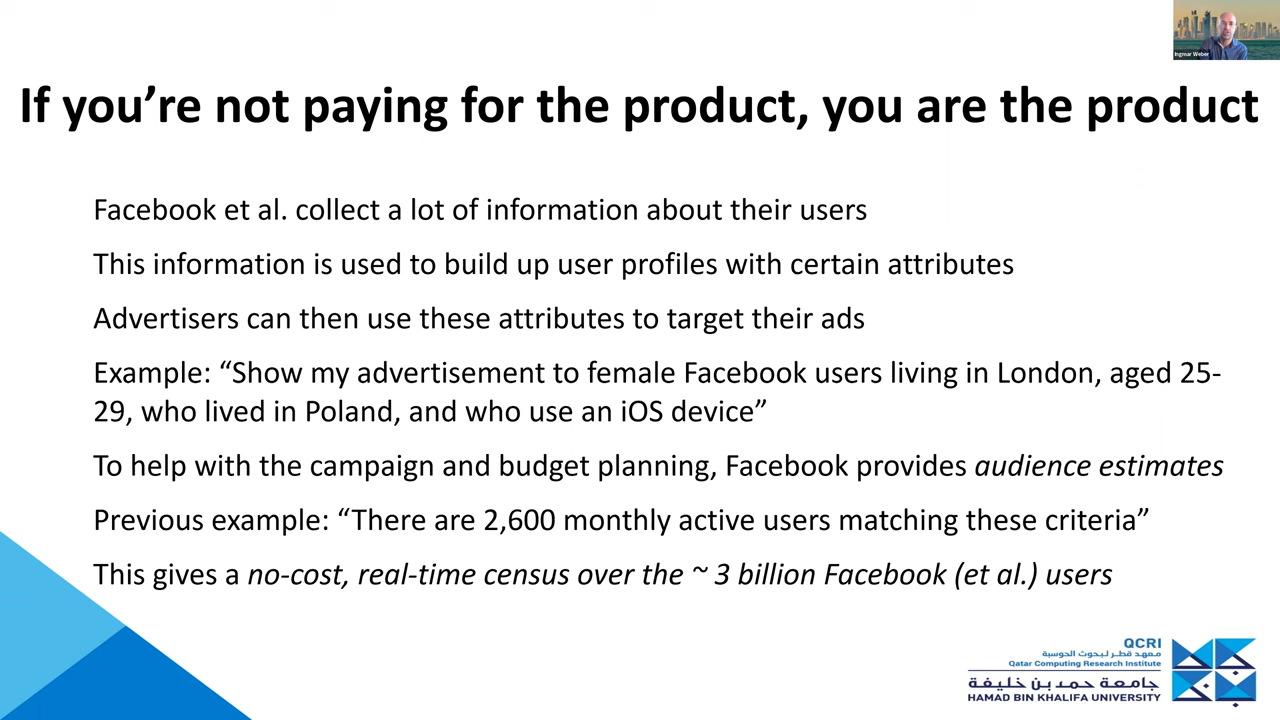 Ingmar Weber
If you’re not paying for the product, you are the product
Facebook et al. collect a lot of information about their users
This information is used to build up user profiles with certain attributes
Advertisers can then use these attributes to target their ads
Example: “Show my advertisement to female Facebook users living in London, aged 25-
29, who lived in Poland, and who use an iOS device”
To help with the campaign and budget planning, Facebook provides audience estimates
Previous example: “There are 2,600 monthly active users matching these criteria”
This gives a no-cost, real-time census over the ~ 3 billion Facebook (et al.) users
QCRI
معهد قطر لبحوث الحوسبة
Qatar Computing Research Institute
جامعة حمد بن خليفة
HAMAD BIN KHALIFA UNIVERSITY